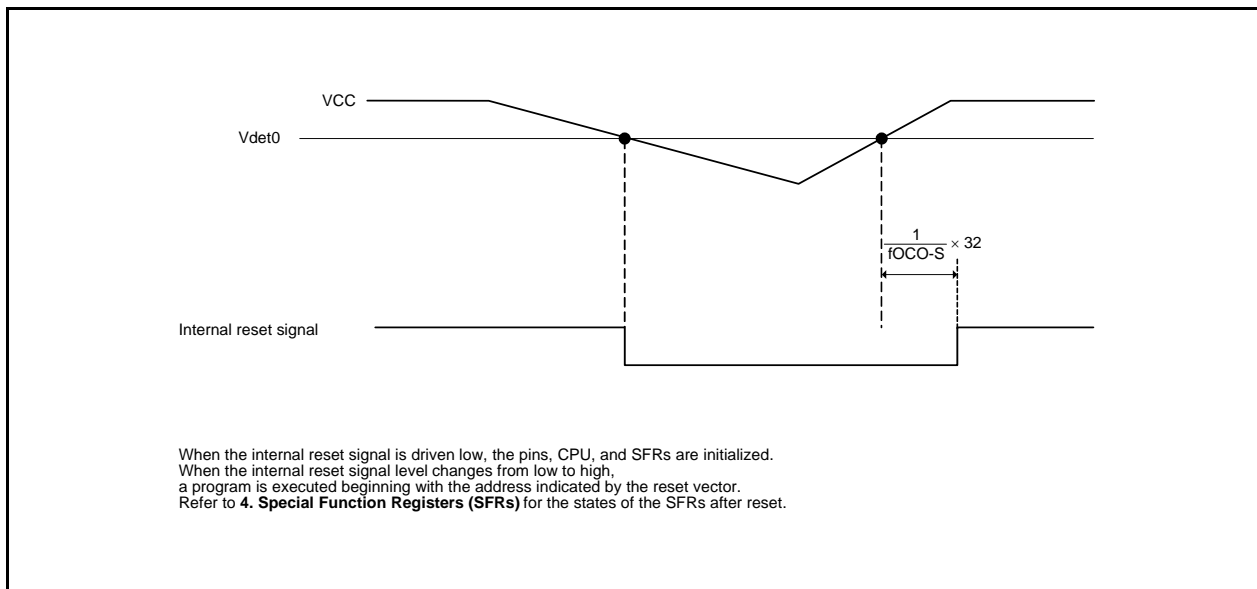 VCC
Vdet0
1
fOCO-S × 32
Internal reset signal
When the internal reset signal is driven low, the pins, CPU, and SFRs are initialized.
When the internal reset signal level changes from low to high,
a program is executed beginning with the address indicated by the reset vector.
Refer to 4. Special Function Registers (SFRs) for the states of the SFRs after reset.